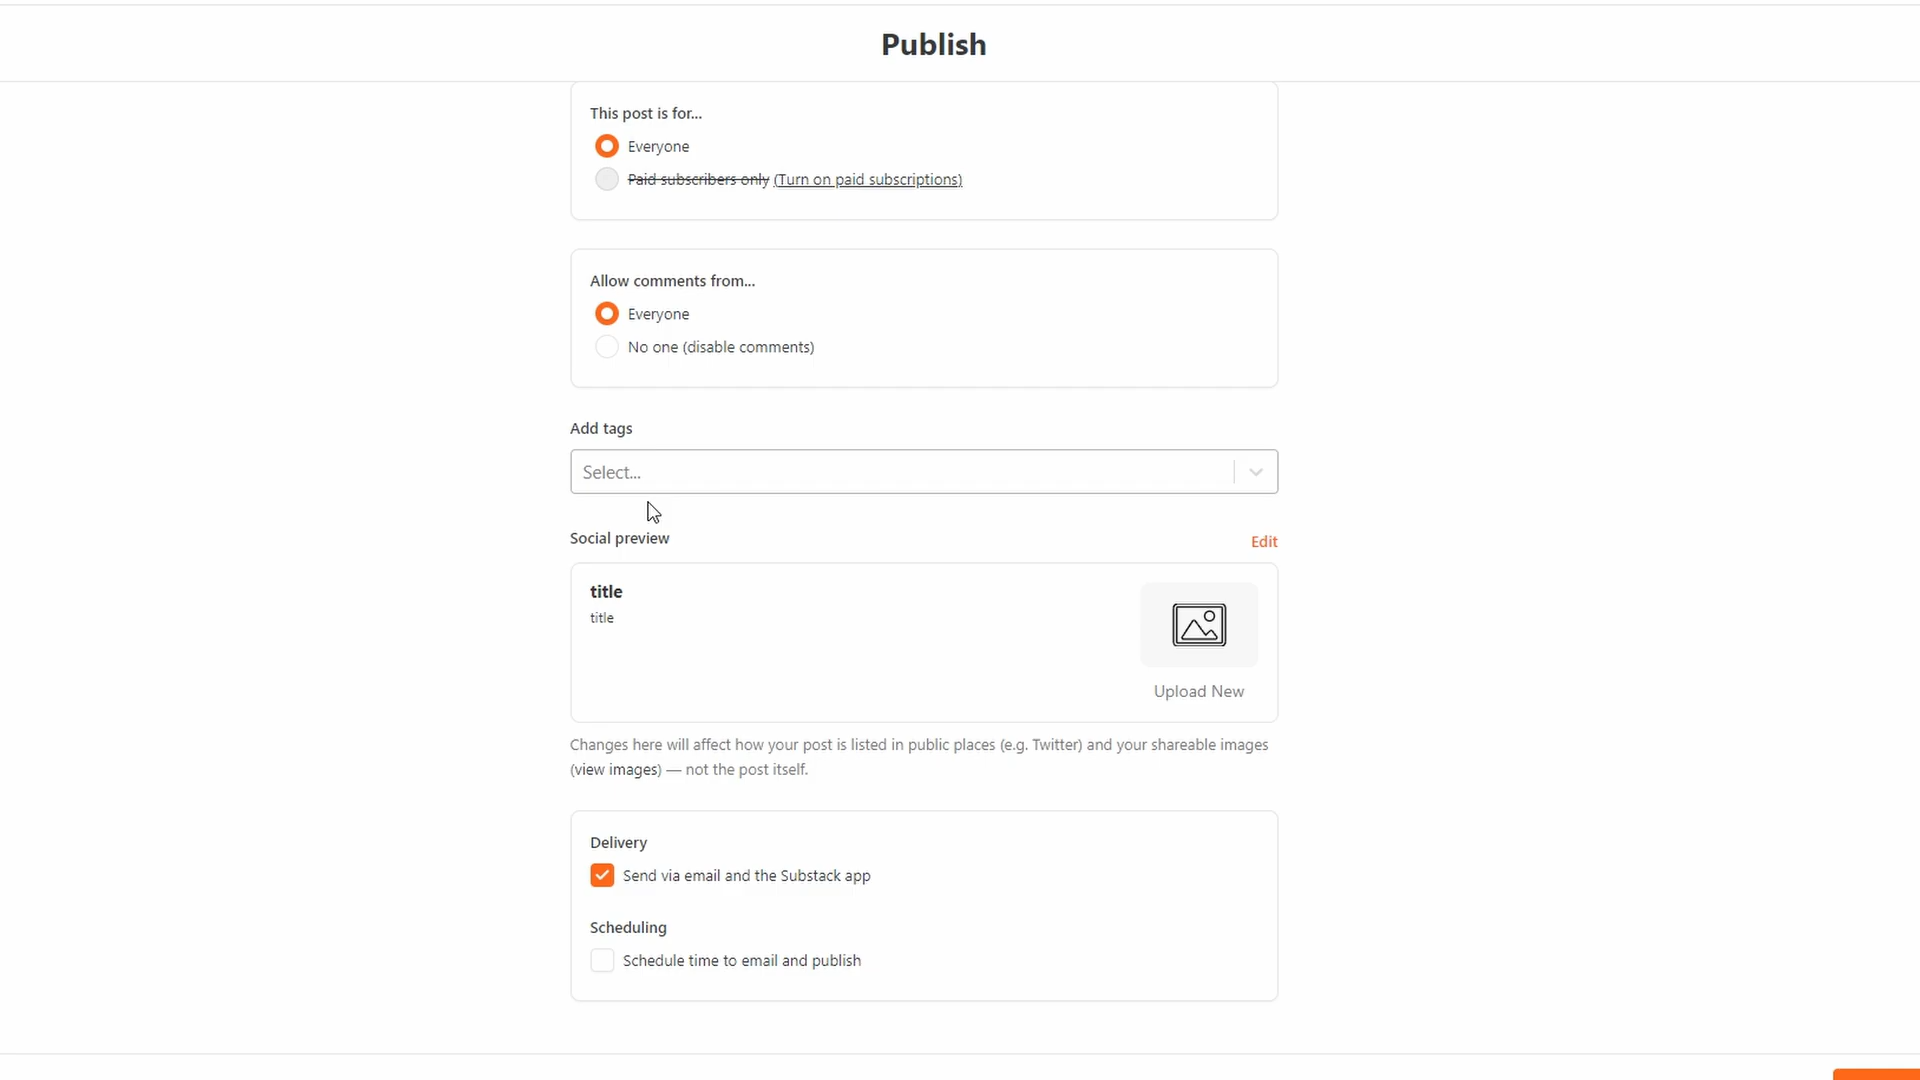 Publish
This post is for...
Everyone
Paid subscribers only (Turn on paid subscriptions)
Allow comments from...
Everyone
No one (disable comments)
Add tags
Select...
Social preview
Edit
title
title
Upload New
Changes here will affect how your post is listed in public places (e.g. Twitter) and your shareable images
(view images) — not the post itself.
Delivery
Send via email and the Substack app
Scheduling
Schedule time to email and publish